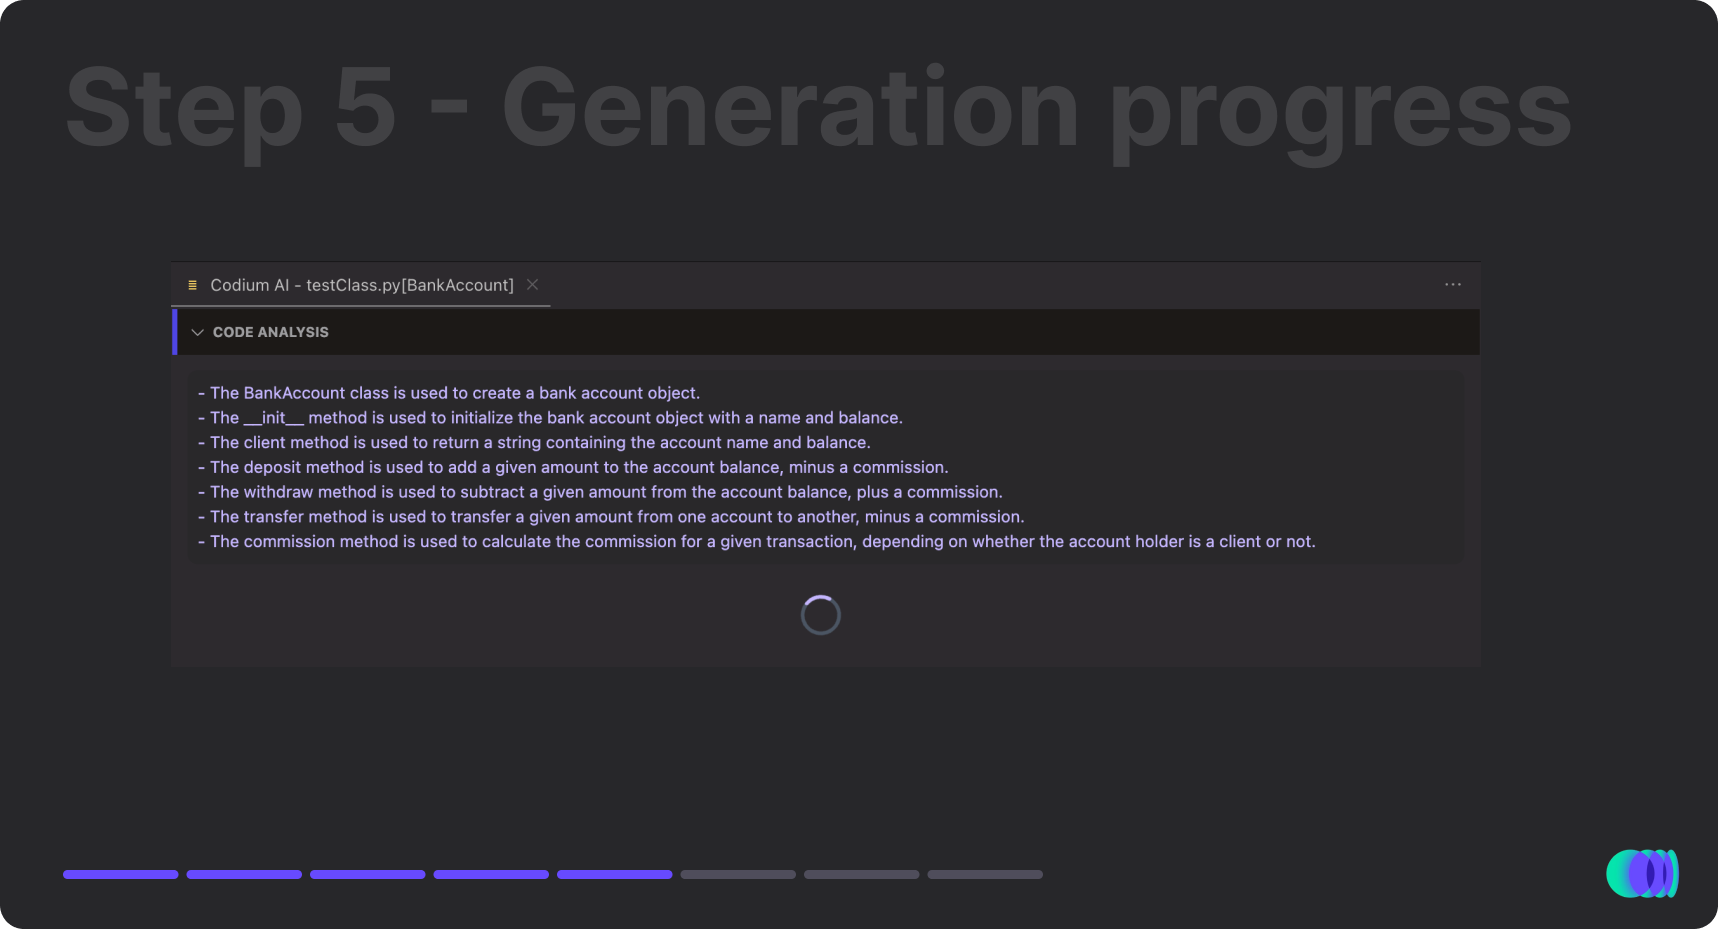 Step 5 - Generation progress
Codium AI - testClass.py[BankAccount]
CODE ANALYSIS
- The BankAccount class is used to create a bank account object.
- The __init__ method is used to initialize the bank account object with a name and balance.
- The client method is used to return a string containing the account name and balance.
- The deposit method is used to add a given amount to the account balance, minus a commission.
- The withdraw method is used to subtract a given amount from the account balance, plus a commission.
- The transfer method is used to transfer a given amount from one account to another, minus a commission.
- The commission method is used to calculate the commission for a given transaction, depending on whether the account holder is a client or not.